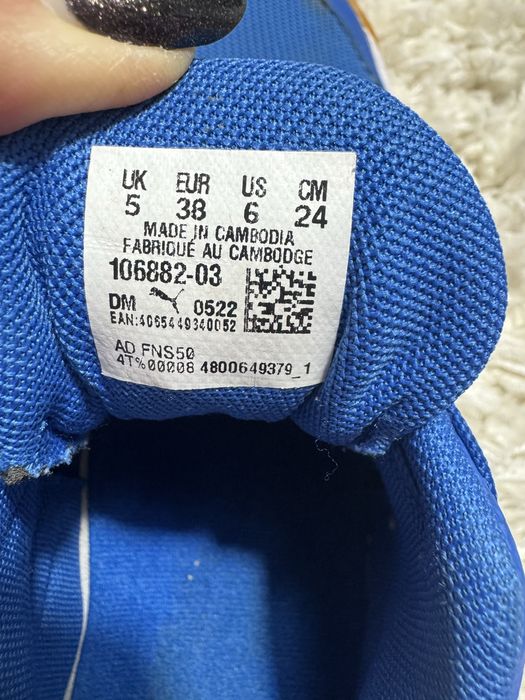 UK EUR US CM
5 38 6 24
MADE IN CAMBODIA
FABRIQUÉ AU CAMBODGE
106882-03
DM 0522
EAN:4065449340052
AD FNS50
4T%00008 4800649379_1